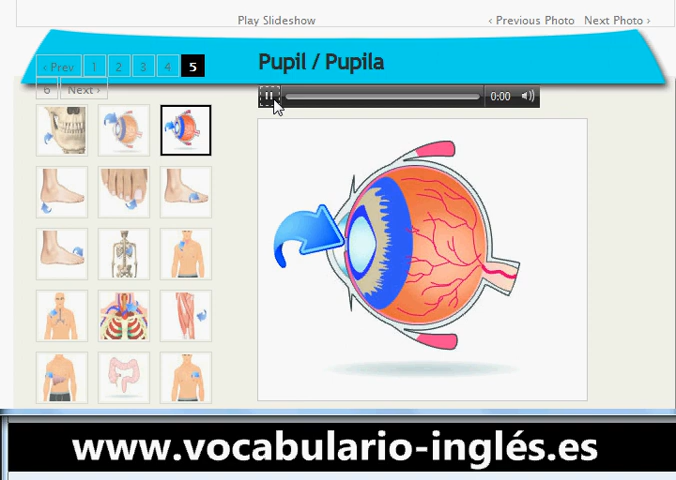 Play Slideshow
‹ Previous Photo Next Photo ›
‹ Prev 1 2 3 4 5
6 Next ›
Pupil / Pupila
0:00
www.vocabulario-inglés.es